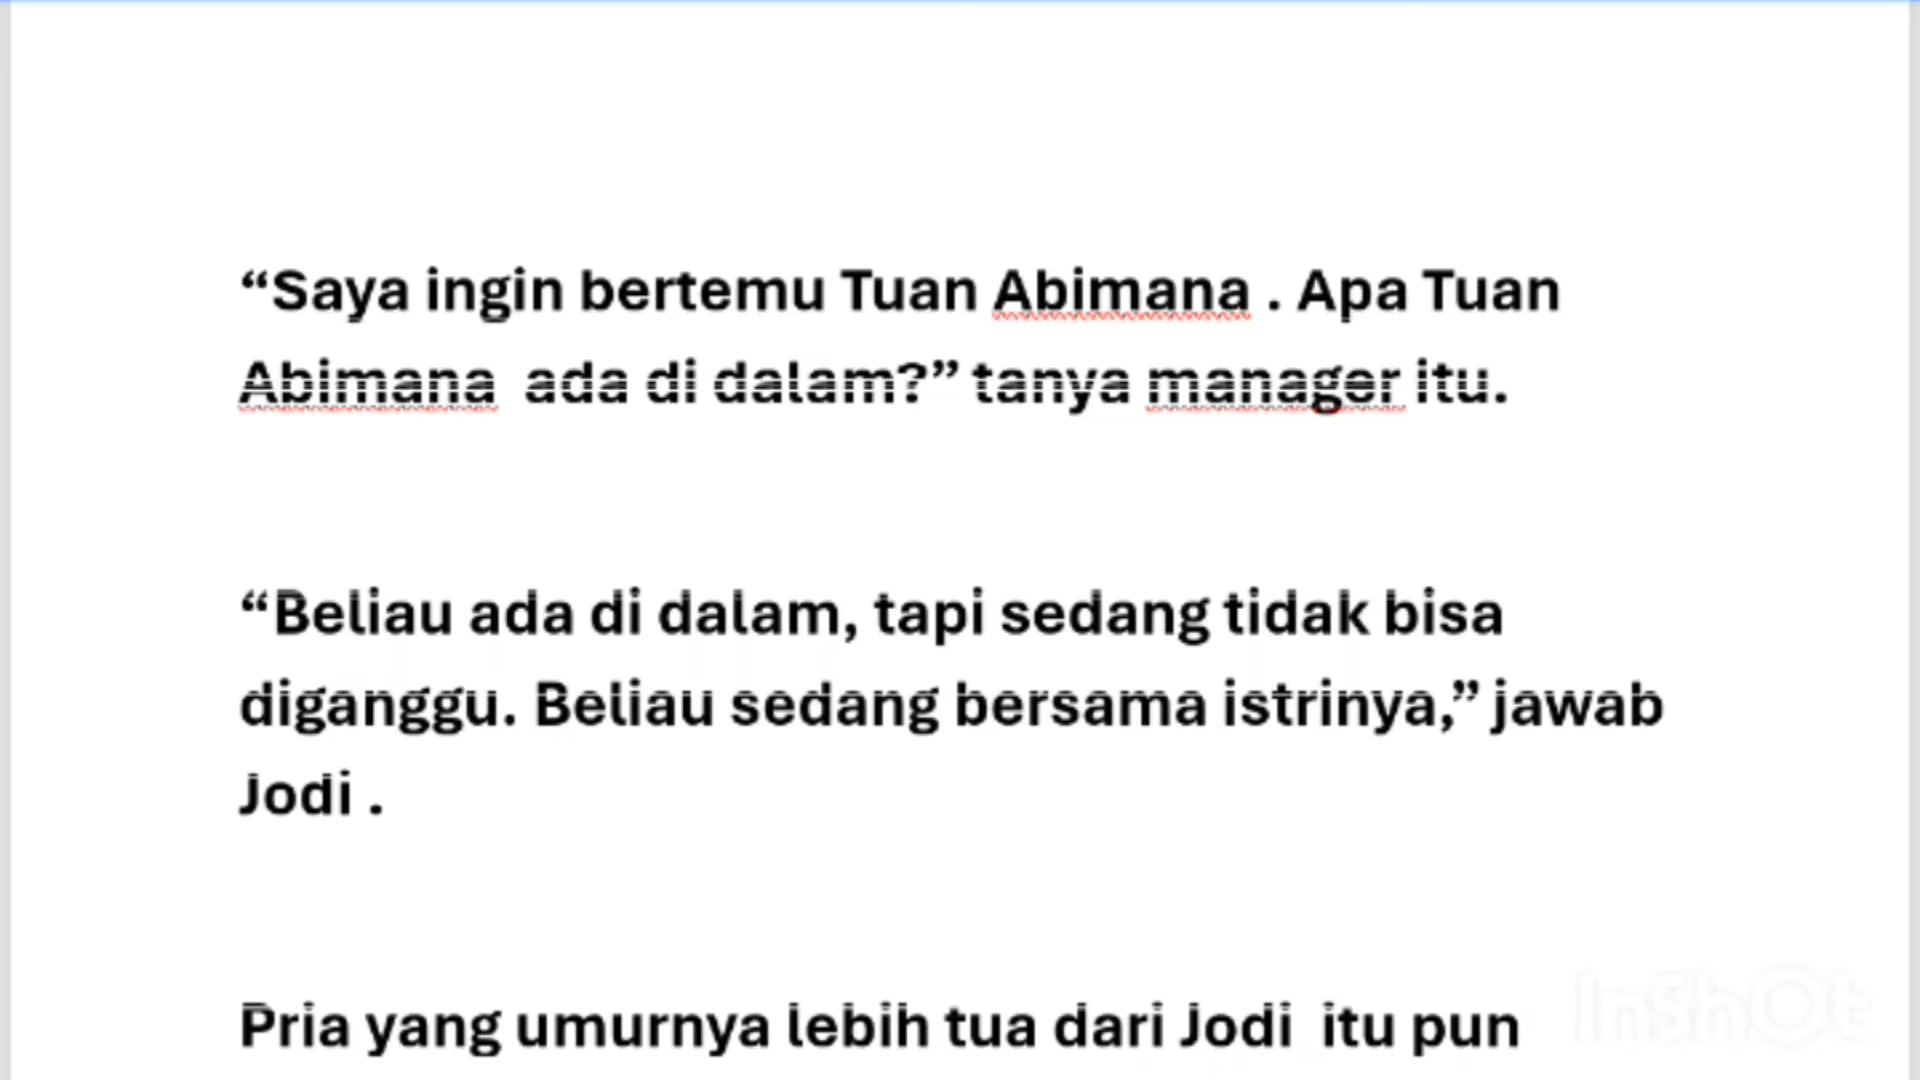 “Saya ingin bertemu Tuan Abimana . Apa Tuan
Abimana  ada di dalam?” tanya manager itu.
“Beliau ada di dalam, tapi sedang tidak bisa
diganggu. Beliau sedang bersama istrinya,” jawab
Jodi .
Pria yang umurnya lebih tua dari Jodi  itu pun
InShOt